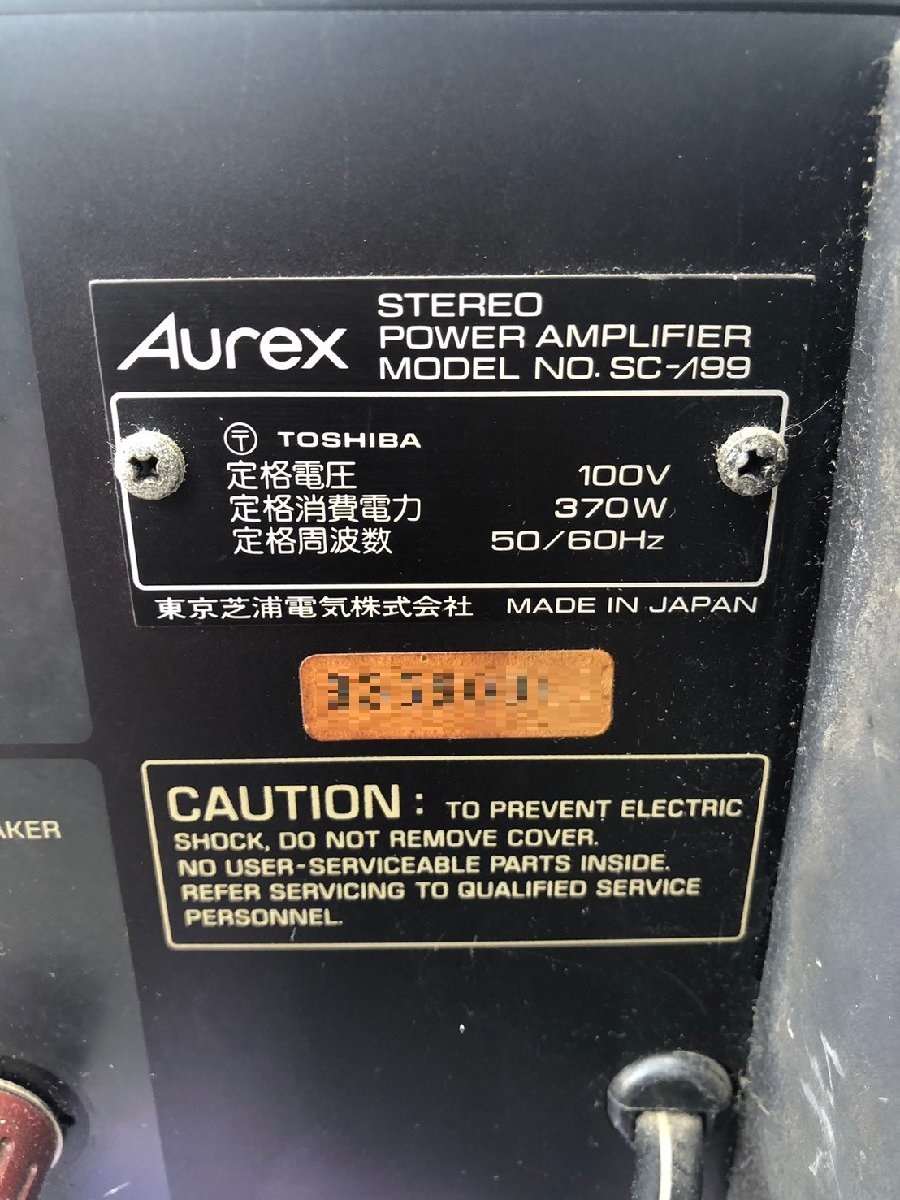 Aurex
STEREO
POWER AMPLIFIER
MODEL NO. SC-Λ99
〒 TOSHIBA
定格電圧 100V
定格消費電力 370W
定格周波数 50/60Hz
東京芝浦電気株式会社 MADE IN JAPAN
CAUTION : TO PREVENT ELECTRIC
SHOCK, DO NOT REMOVE COVER.
NO USER-SERVICEABLE PARTS INSIDE.
REFER SERVICING TO QUALIFIED SERVICE
PERSONNEL.
AKER